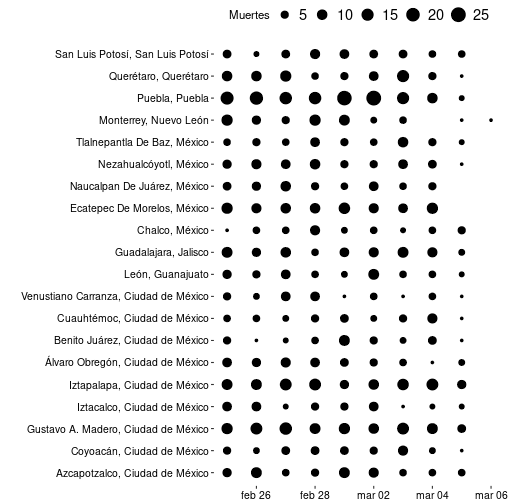 Muertes 5 10 15 20 25
San Luis Potosí, San Luis Potosí
Querétaro, Querétaro
Puebla, Puebla
Monterrey, Nuevo León
Tlalnepantla De Baz, México
Nezahualcóyotl, México
Naucalpan De Juárez, México
Ecatepec De Morelos, México
Chalco, México
Guadalajara, Jalisco
León, Guanajuato
Venustiano Carranza, Ciudad de México
Cuauhtémoc, Ciudad de México
Benito Juárez, Ciudad de México
Álvaro Obregón, Ciudad de México
Iztapalapa, Ciudad de México
Iztacalco, Ciudad de México
Gustavo A. Madero, Ciudad de México
Coyoacán, Ciudad de México
Azcapotzalco, Ciudad de México
feb 26 feb 28 mar 02 mar 04 mar 06